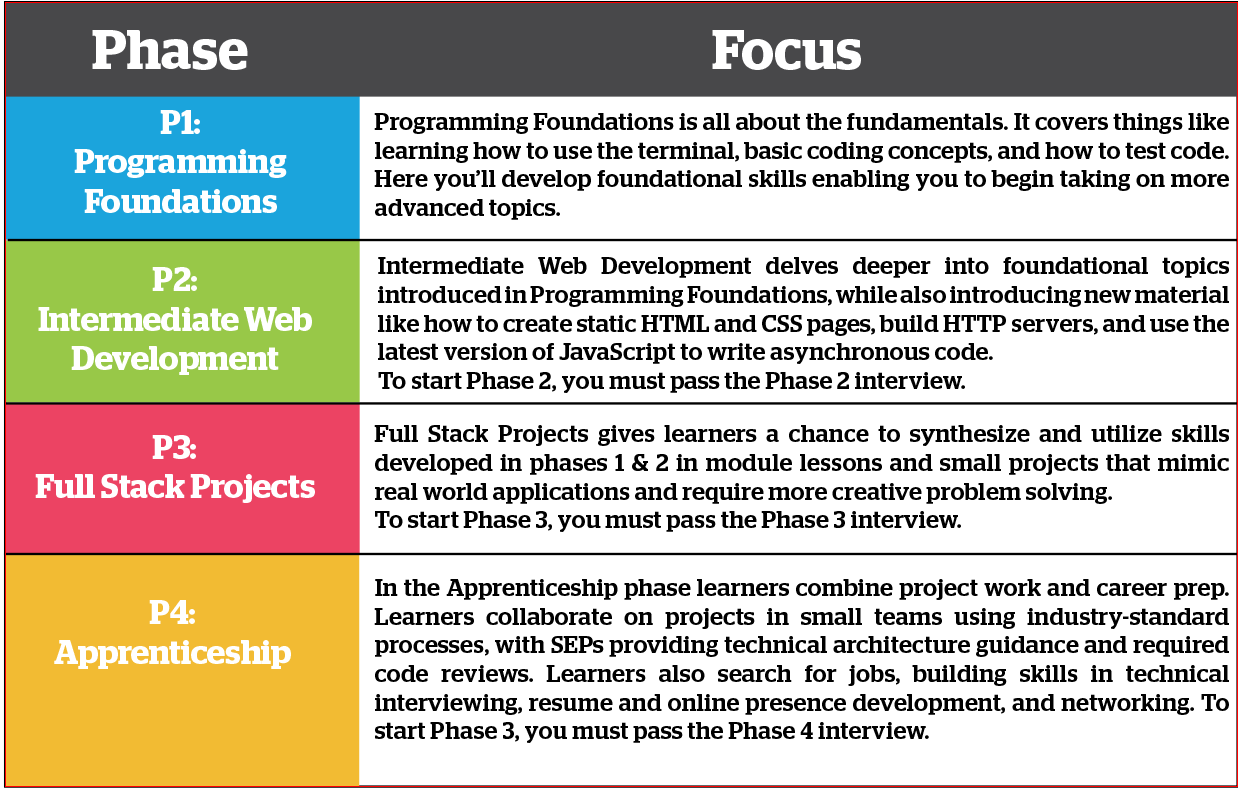 Phase
Focus
P1:
Programming
Foundations
Programming Foundations is all about the fundamentals. It covers things like
learning how to use the terminal, basic coding concepts, and how to test code.
Here you’ll develop foundational skills enabling you to begin taking on more
advanced topics.
P2:
Intermediate Web
Development
Intermediate Web Development delves deeper into foundational topics
introduced in Programming Foundations, while also introducing new material
like how to create static HTML and CSS pages, build HTTP servers, and use the
latest version of JavaScript to write asynchronous code.
To start Phase 2, you must pass the Phase 2 interview.
P3:
Full Stack Projects
Full Stack Projects gives learners a chance to synthesize and utilize skills
developed in phases 1 & 2 in module lessons and small projects that mimic
real world applications and require more creative problem solving.
To start Phase 3, you must pass the Phase 3 interview.
P4:
Apprenticeship
In the Apprenticeship phase learners combine project work and career prep.
Learners collaborate on projects in small teams using industry-standard
processes, with SEPs providing technical architecture guidance and required
code reviews. Learners also search for jobs, building skills in technical
interviewing, resume and online presence development, and networking. To
start Phase 3, you must pass the Phase 4 interview.